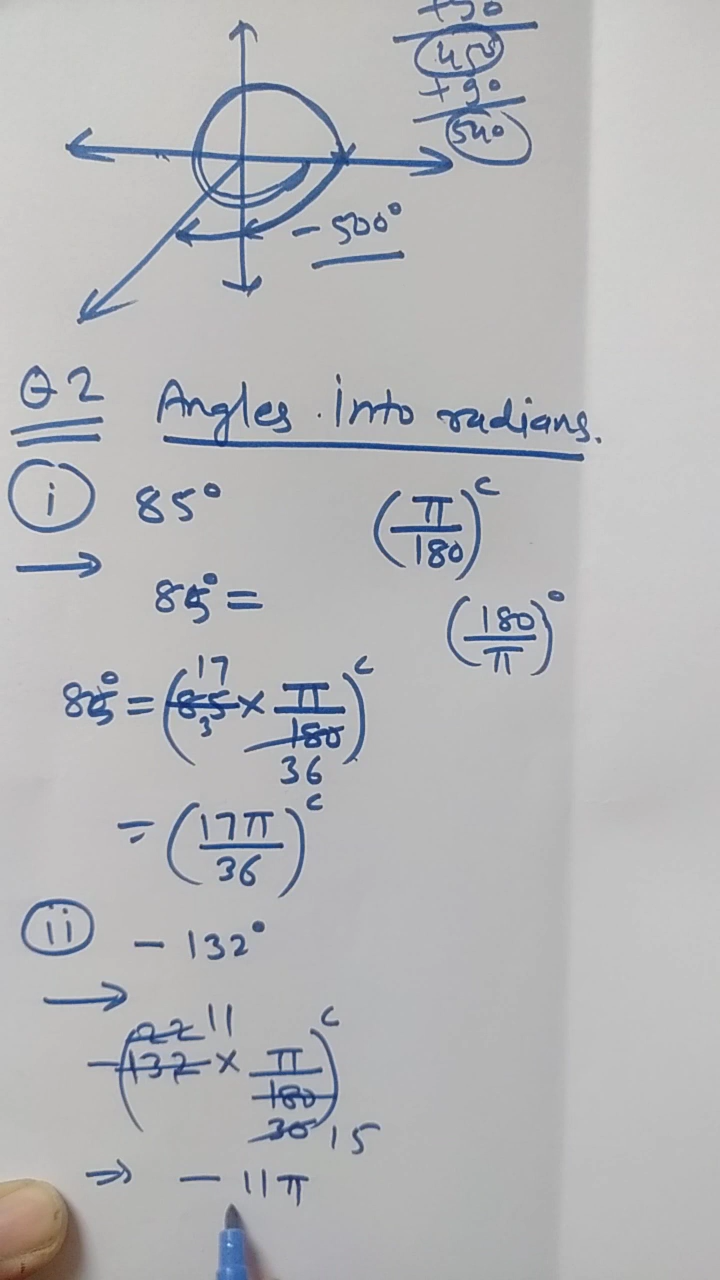 +90
450
+90
540
- 500°
Q2 Angles into radians.
i 85° (π/180)^c
85° = (180/π)°
85° = (85 × π/180)^c 17 3 36
= (17π/36)^c
ii - 132°
(-132 × π/180)^c 22 11 30 15
⇒ - 11π